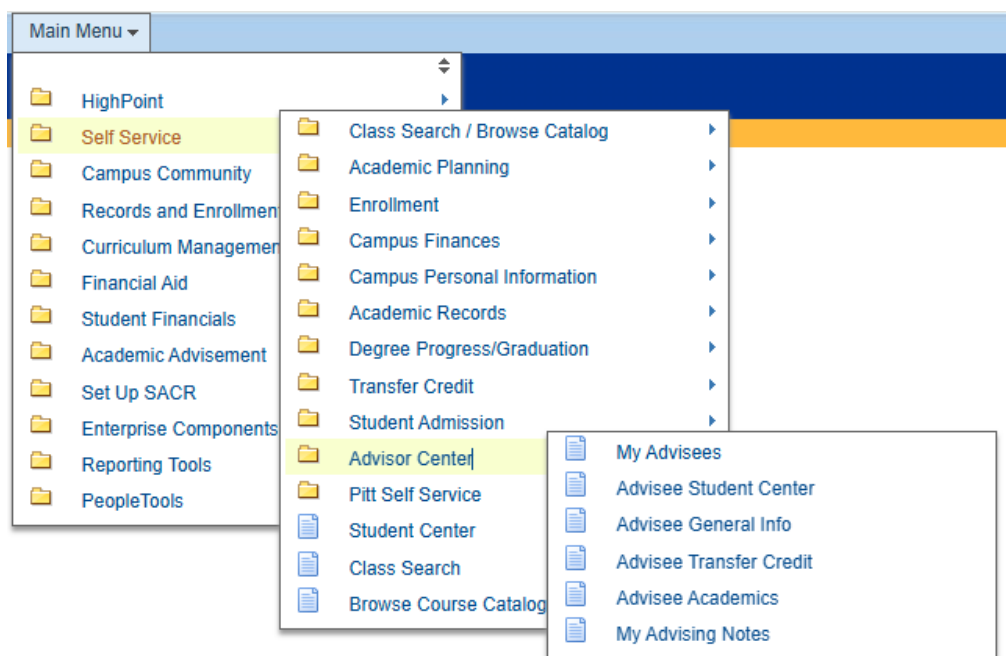 Main Menu
HighPoint
Self Service
Campus Community
Records and Enrollmen
Curriculum Managemen
Financial Aid
Student Financials
Academic Advisement
Set Up SACR
Enterprise Components
Reporting Tools
PeopleTools
Class Search / Browse Catalog
Academic Planning
Enrollment
Campus Finances
Campus Personal Information
Academic Records
Degree Progress/Graduation
Transfer Credit
Student Admission
Advisor Center
Pitt Self Service
Student Center
Class Search
Browse Course Catalog
My Advisees
Advisee Student Center
Advisee General Info
Advisee Transfer Credit
Advisee Academics
My Advising Notes